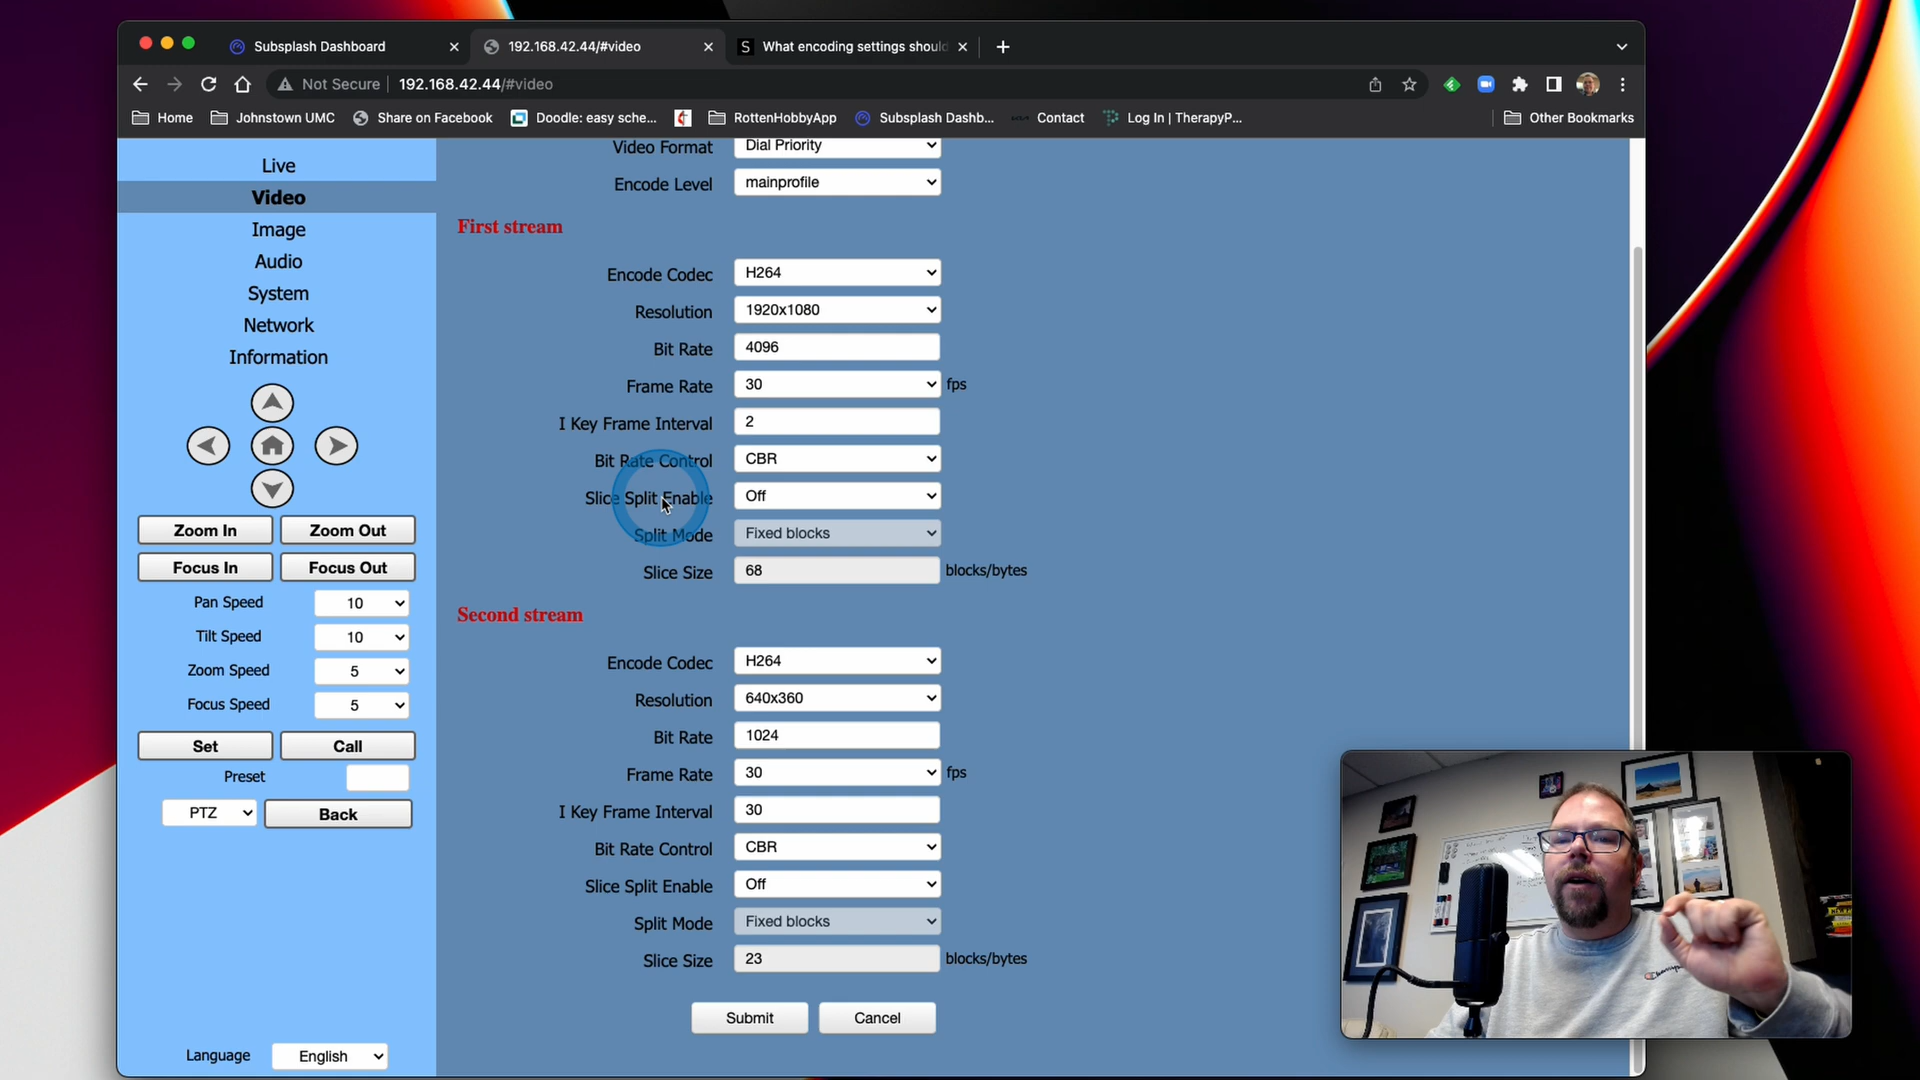 Subsplash Dashboard
192.168.42.44/#video
S What encoding settings shoul
Not Secure 192.168.42.44/#video
Home Johnstown UMC Share on Facebook Doodle: easy sche... RottenHobbyApp Subsplash Dashb... Contact Log In | TherapyP... Other Bookmarks
Live
Video
Image
Audio
System
Network
Information
Zoom In Zoom Out
Focus In Focus Out
Pan Speed 10
Tilt Speed 10
Zoom Speed 5
Focus Speed 5
Set Call
Preset
PTZ Back
Language English
Video Format Dial Priority
Encode Level mainprofile
First stream
Encode Codec H264
Resolution 1920x1080
Bit Rate 4096
Frame Rate 30 fps
I Key Frame Interval 2
Bit Rate Control CBR
Slice Split Enable Off
Split Mode Fixed blocks
Slice Size 68 blocks/bytes
Second stream
Encode Codec H264
Resolution 640x360
Bit Rate 1024
Frame Rate 30 fps
I Key Frame Interval 30
Bit Rate Control CBR
Slice Split Enable Off
Split Mode Fixed blocks
Slice Size 23 blocks/bytes
Submit Cancel